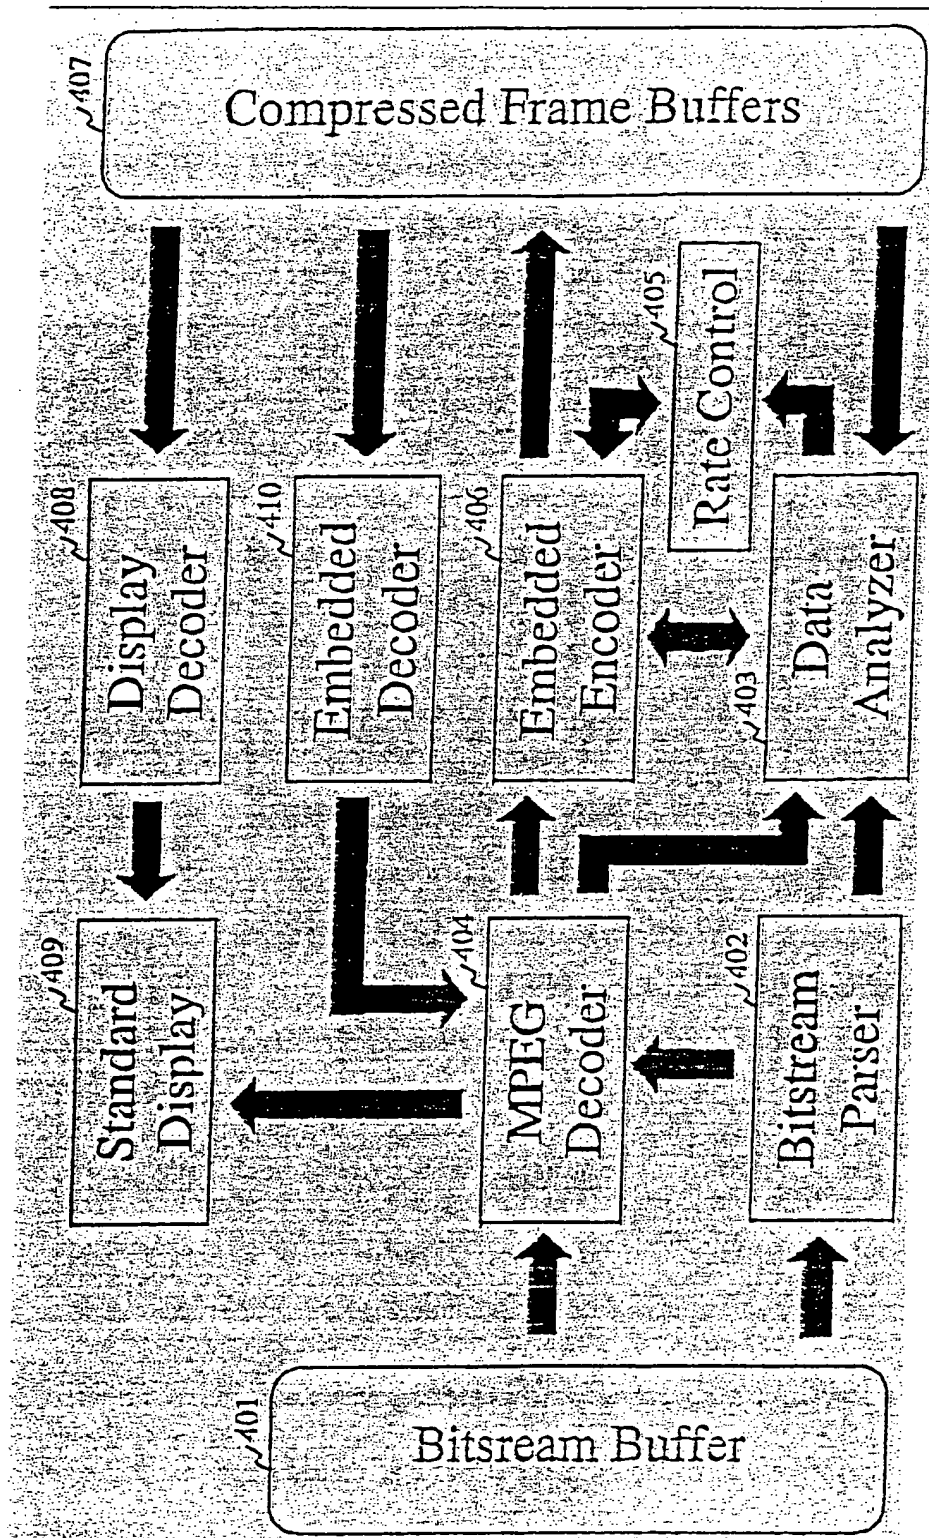 407
Compressed Frame Buffers
408
Display
Decoder
410
Embedded
Decoder
406
Embedded
Encoder
405
Rate Control
403
Data
Analyzer
409
Standard
Display
404
MPEG
Decoder
402
Bitstream
Parser
401
Bitsream Buffer